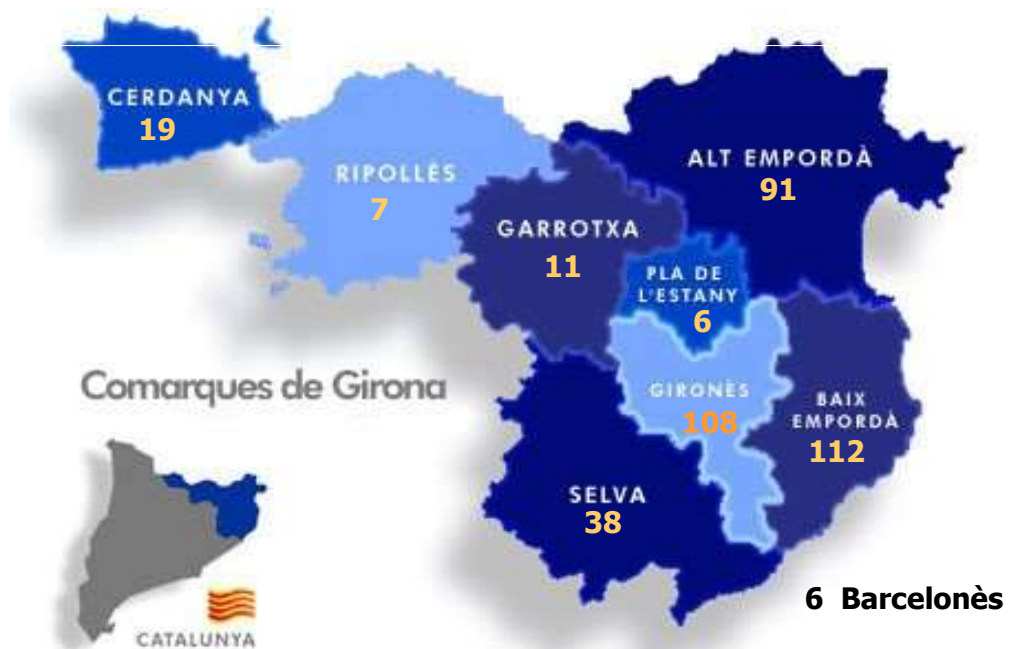 CERDANYA
19
RIPOLLÈS
7
ALT EMPORDÀ
91
GARROTXA
11
PLA DE
L'ESTANY
6
Comarques de Girona
GIRONÈS
108
BAIX
EMPORDÀ
112
SELVA
38
6 Barcelonès
CATALUNYA